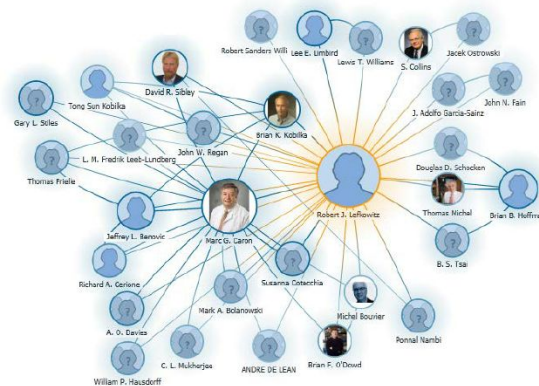 Robert Sanders Willi
Lee E. Limbird
Lewis T. Williams
S. Collins
Jacek Ostrowski
David R. Sibley
Tong Sun Kobilka
Gary L. Stiles
Brian K. Kobilka
J. Adolfo Garcia-Sainz
John N. Fain
John W. Regan
L. M. Fredrik Leeb-Lundberg
Thomas Frielle
Douglas D. Schocken
Robert J. Lefkowitz
Thomas Michel
Brian B. Hoffma
Jeffrey L. Benovic
Marc G. Caron
B. S. Tsai
Richard A. Cerione
Susanna Cotecchia
Mark A. Bolanowski
Michel Bouvier
A. O. Davies
Ponnal Nambi
C. L. Mukherjee
ANDRE DE LEAN
Brian F. O'Dowd
William P. Hausdorff